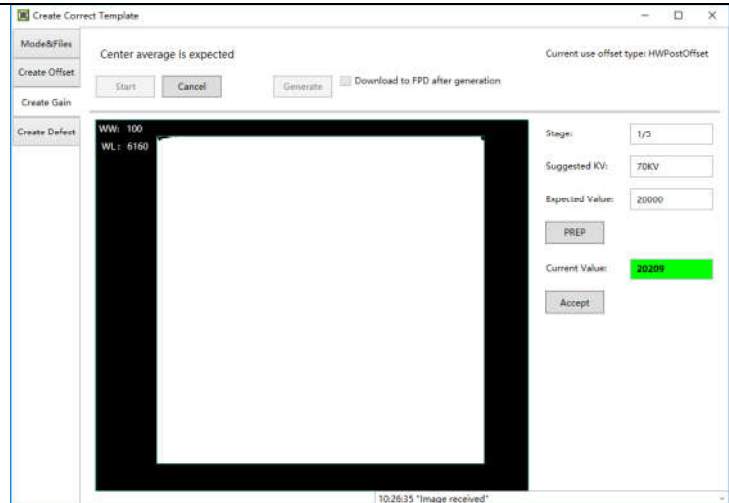 Create Correct Template
Mode&Files
Create Offset
Create Gain
Create Defect
Center average is expected
Current use offset type: HWPostOffset
Start
Cancel
Generate
Download to FPD after generation
WW: 100
WL: 6160
Stage:
1/5
Suggested KV:
70KV
Expected Value:
20000
PREP
Current Value:
20209
Accept
10:26:35 "Image received"